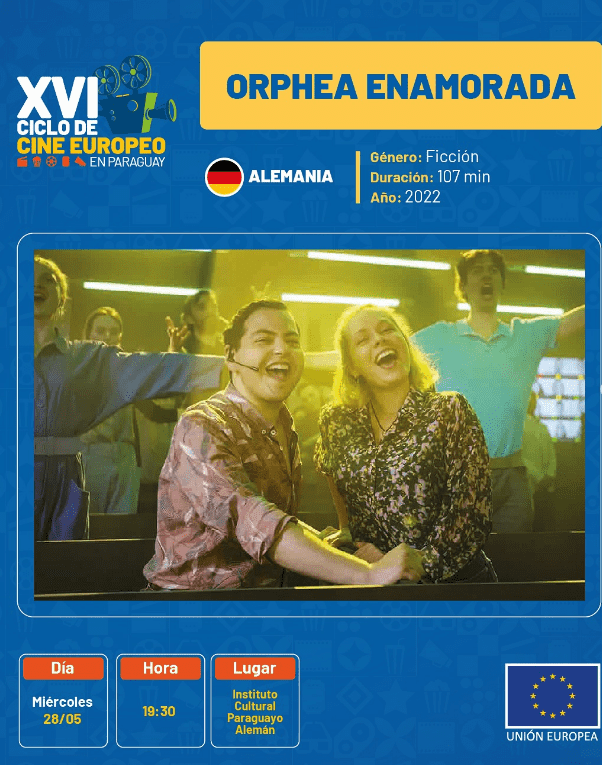 XVI
CICLO DE
CINE EUROPEO
EN PARAGUAY
ORPHEA ENAMORADA
ALEMANIA
Género: Ficción
Duración: 107 min
Año: 2022
Día
Miércoles
28/05
Hora
19:30
Lugar
Instituto
Cultural
Paraguayo
Alemán
UNIÓN EUROPEA